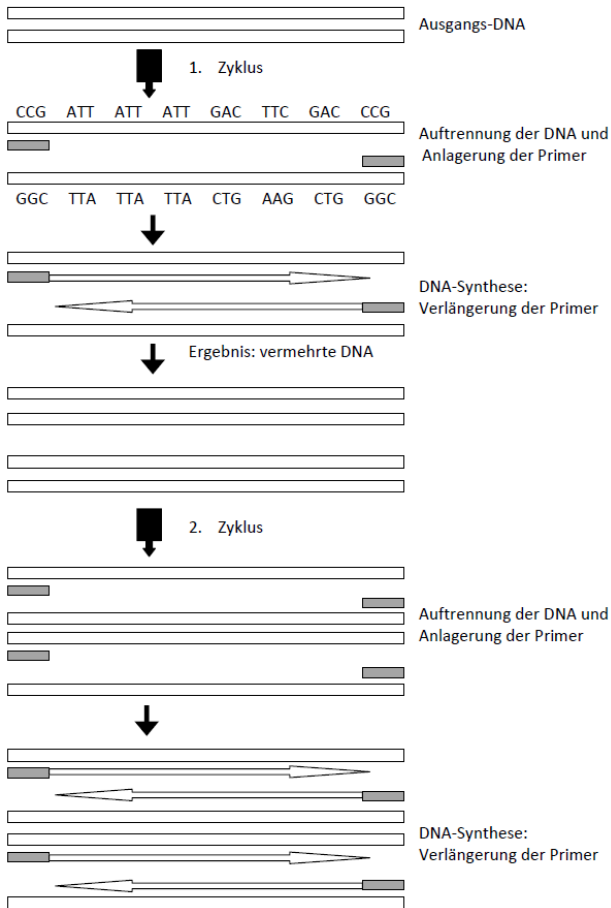 Ausgangs-DNA
1. Zyklus
CCG ATT ATT ATT GAC TTC GAC CCG
Auftrennung der DNA und
Anlagerung der Primer
GGC TTA TTA TTA CTG AAG CTG GGC
DNA-Synthese:
Verlängerung der Primer
Ergebnis: vermehrte DNA
2. Zyklus
Auftrennung der DNA und
Anlagerung der Primer
DNA-Synthese:
Verlängerung der Primer